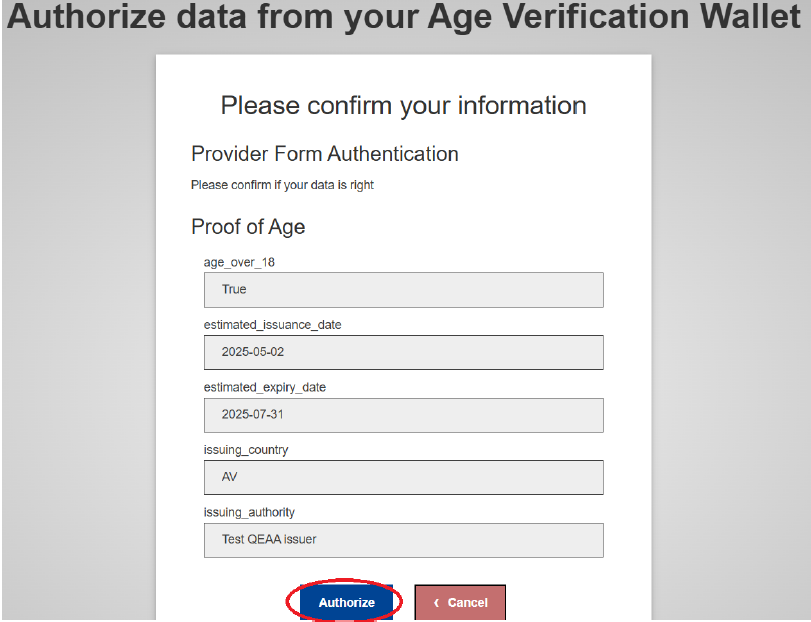 Authorize data from your Age Verification Wallet
Please confirm your information
Provider Form Authentication
Please confirm if your data is right
Proof of Age
age_over_18
True
estimated_issuance_date
2025-05-02
estimated_expiry_date
2025-07-31
issuing_country
AV
issuing_authority
Test QEAA issuer
Authorize
‹ Cancel